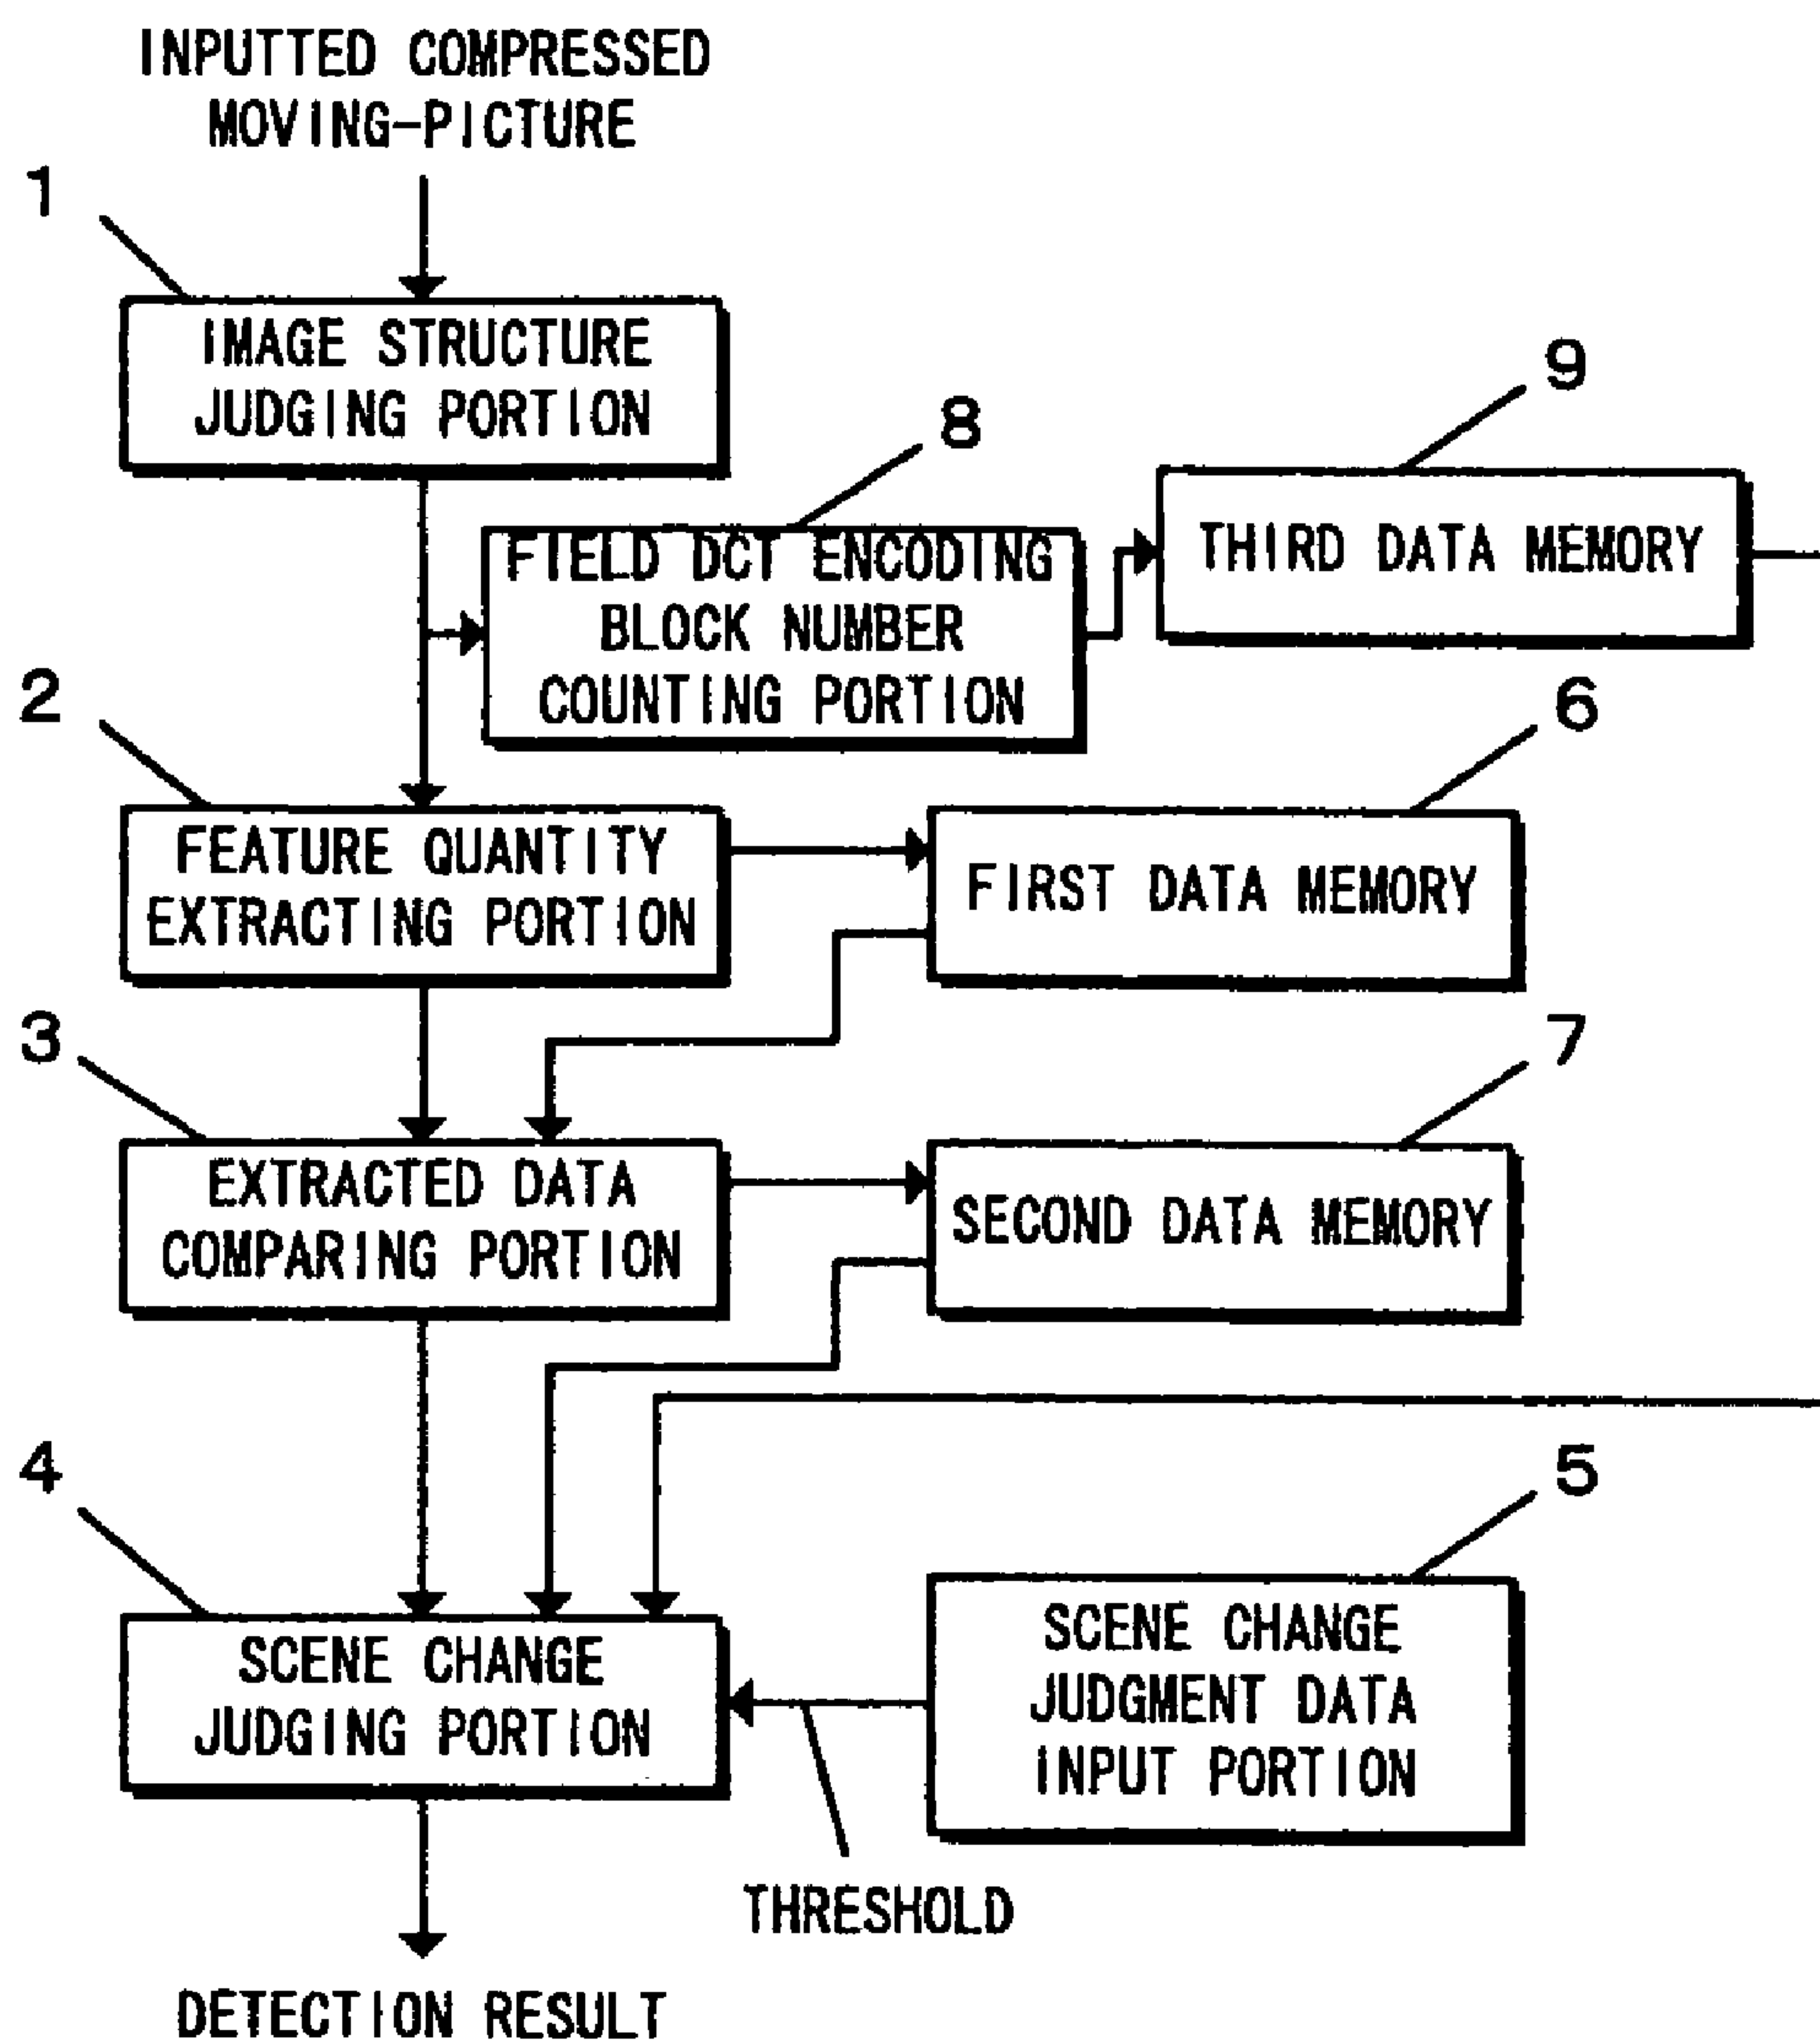 INPUTTED COMPRESSED
MOVING-PICTURE
1
IMAGE STRUCTURE
JUDGING PORTION
8
9
FIELD DCT ENCODING
BLOCK NUMBER
COUNTING PORTION
THIRD DATA MEMORY
2
FEATURE QUANTITY
EXTRACTING PORTION
6
FIRST DATA MEMORY
3
EXTRACTED DATA
COMPARING PORTION
7
SECOND DATA MEMORY
4
SCENE CHANGE
JUDGING PORTION
5
SCENE CHANGE
JUDGMENT DATA
INPUT PORTION
THRESHOLD
DETECTION RESULT